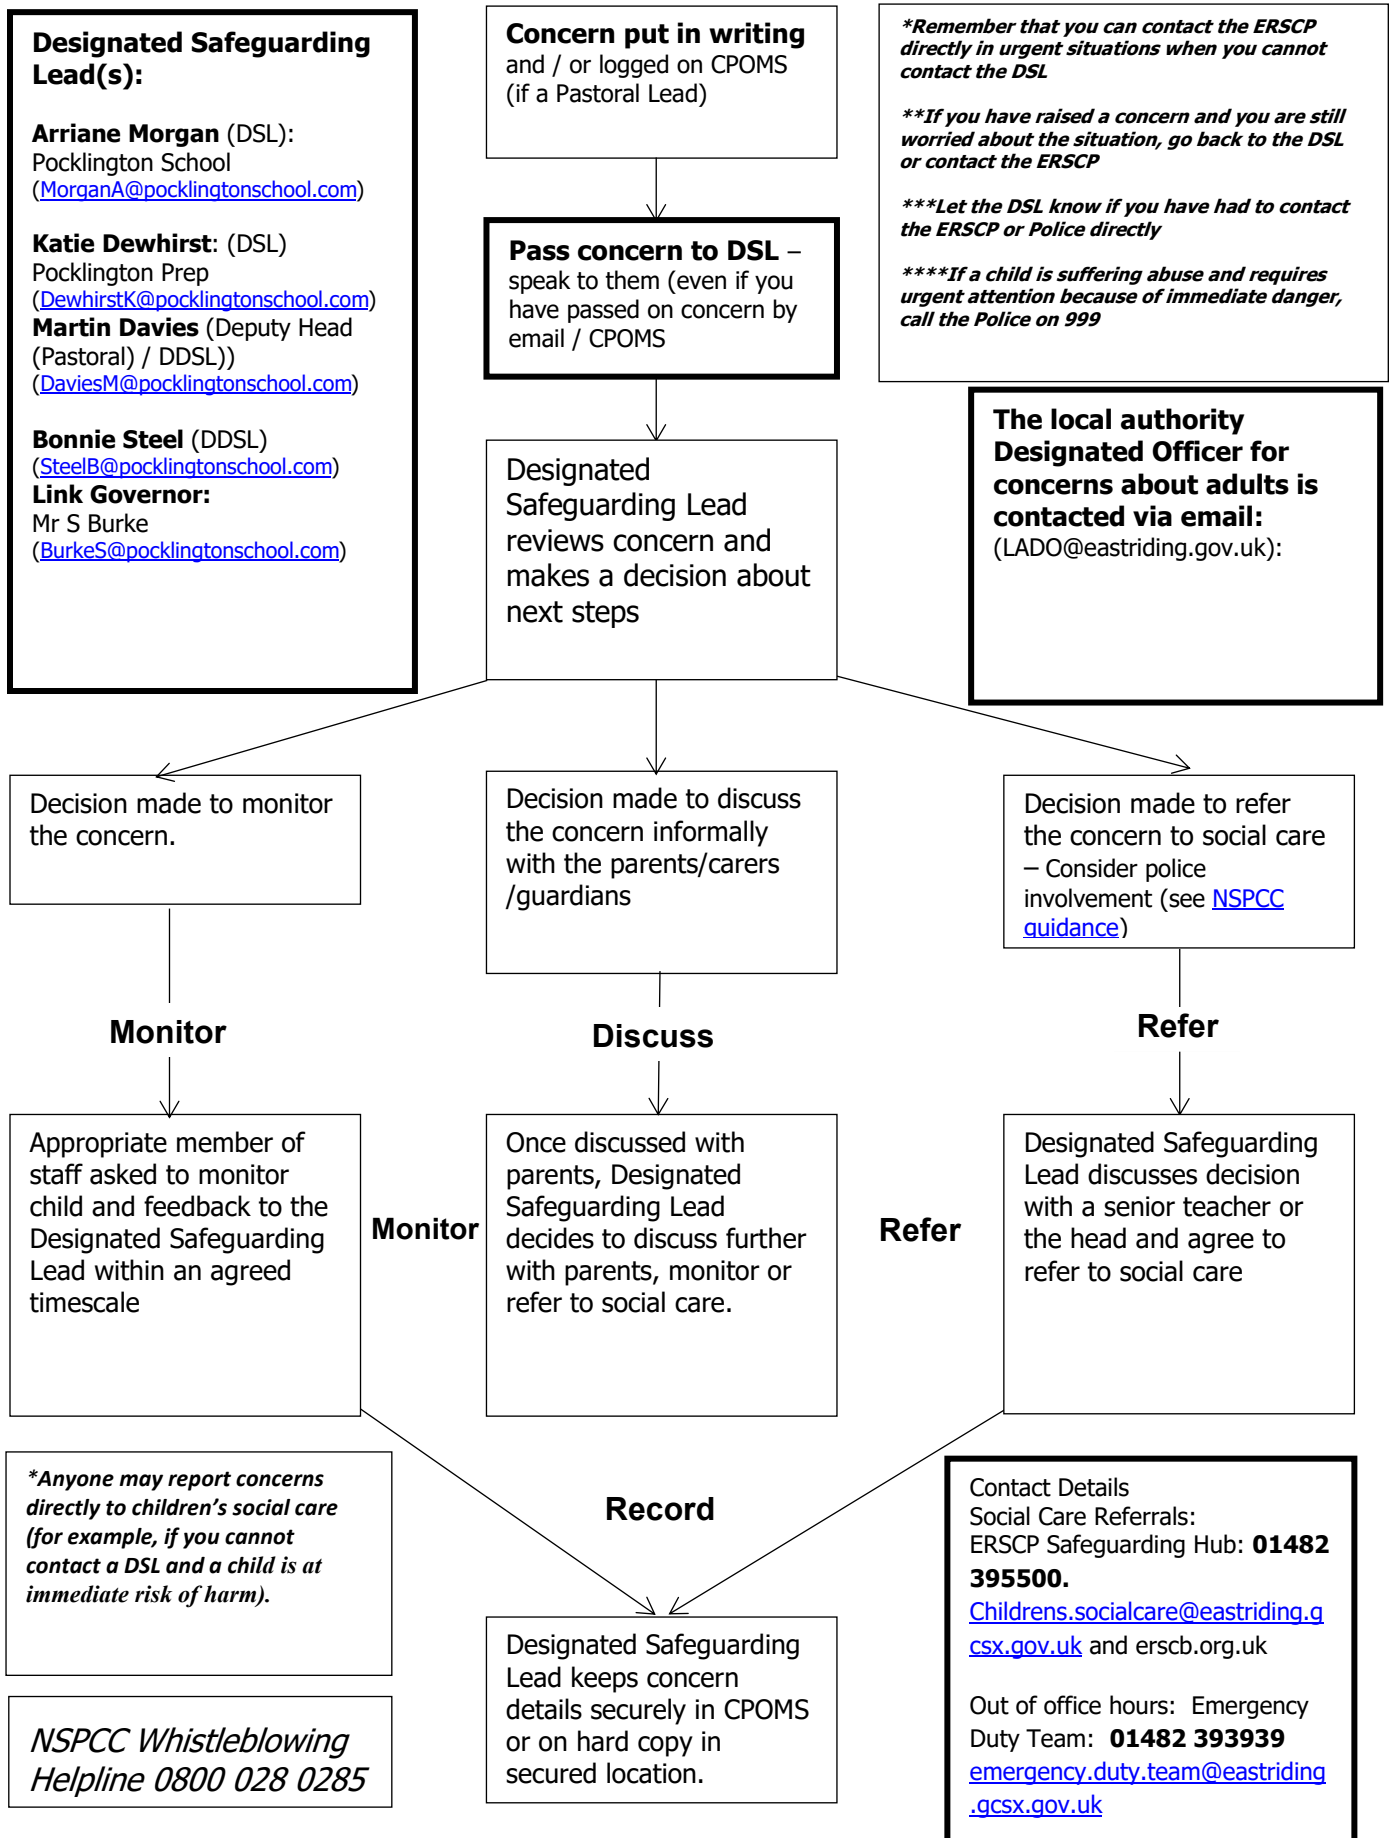 Designated Safeguarding
Lead(s):
Arriane Morgan (DSL):
Pocklington School
(MorganA@pocklingtonschool.com)
Katie Dewhirst: (DSL)
Pocklington Prep
(DewhirstK@pocklingtonschool.com)
Martin Davies (Deputy Head
(Pastoral) / DDSL))
(DaviesM@pocklingtonschool.com)
Bonnie Steel (DDSL)
(SteelB@pocklingtonschool.com)
Link Governor:
Mr S Burke
(BurkeS@pocklingtonschool.com)
Concern put in writing
and / or logged on CPOMS
(if a Pastoral Lead)
*Remember that you can contact the ERSCP
directly in urgent situations when you cannot
contact the DSL
**If you have raised a concern and you are still
worried about the situation, go back to the DSL
or contact the ERSCP
***Let the DSL know if you have had to contact
the ERSCP or Police directly
****If a child is suffering abuse and requires
urgent attention because of immediate danger,
call the Police on 999
Pass concern to DSL –
speak to them (even if you
have passed on concern by
email / CPOMS
The local authority
Designated Officer for
concerns about adults is
contacted via email:
(LADO@eastriding.gov.uk):
Designated
Safeguarding Lead
reviews concern and
makes a decision about
next steps
Decision made to monitor
the concern.
Decision made to discuss
the concern informally
with the parents/carers
/guardians
Decision made to refer
the concern to social care
– Consider police
involvement (see NSPCC
guidance)
Monitor
Discuss
Refer
Appropriate member of
staff asked to monitor
child and feedback to the
Designated Safeguarding
Lead within an agreed
timescale
Monitor
Once discussed with
parents, Designated
Safeguarding Lead
decides to discuss further
with parents, monitor or
refer to social care.
Refer
Designated Safeguarding
Lead discusses decision
with a senior teacher or
the head and agree to
refer to social care
*Anyone may report concerns
directly to children’s social care
(for example, if you cannot
contact a DSL and a child is at
immediate risk of harm).
Record
Contact Details
Social Care Referrals:
ERSCP Safeguarding Hub: 01482
395500.
Childrens.socialcare@eastriding.g
csx.gov.uk and erscb.org.uk
Out of office hours: Emergency
Duty Team: 01482 393939
emergency.duty.team@eastriding
.gcsx.gov.uk
Designated Safeguarding
Lead keeps concern
details securely in CPOMS
or on hard copy in
secured location.
NSPCC Whistleblowing
Helpline 0800 028 0285